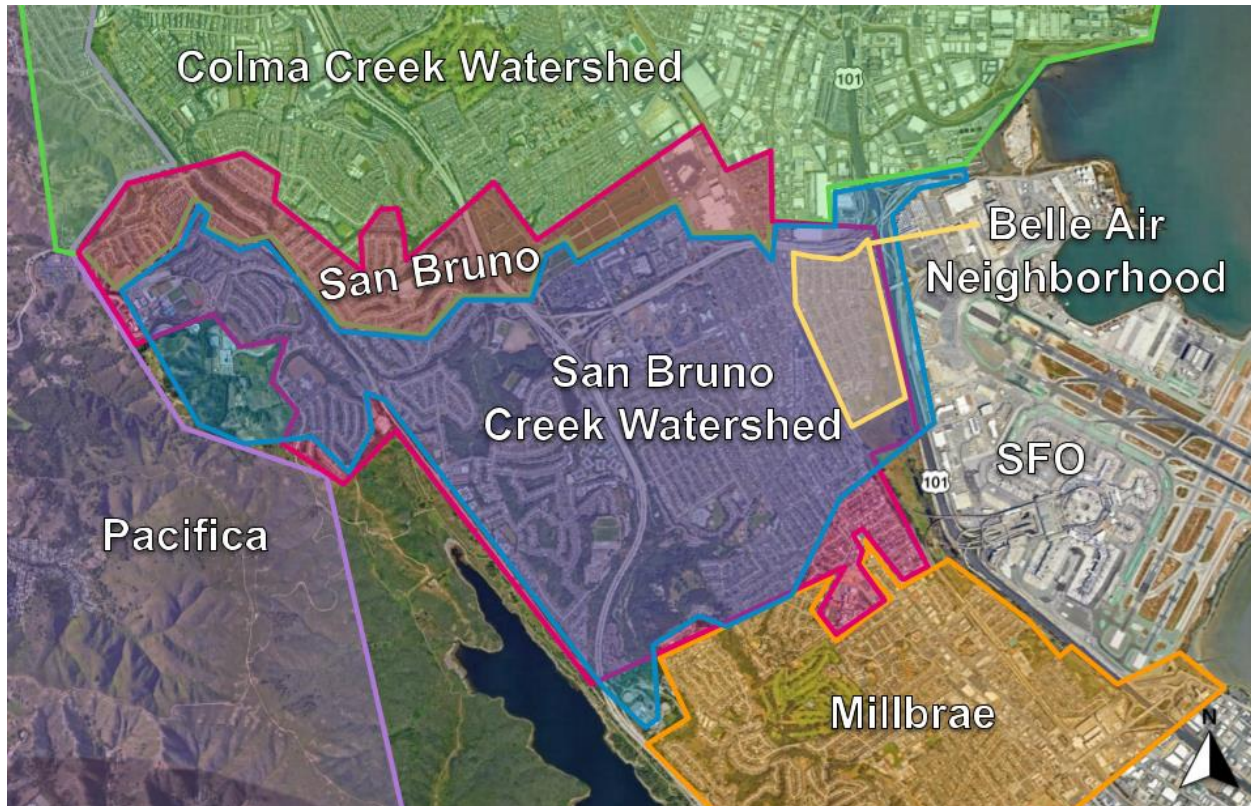 Colma Creek Watershed
101
San Bruno
Belle Air
Neighborhood
San Bruno
Creek Watershed
SFO
101
Pacifica
Millbrae
N